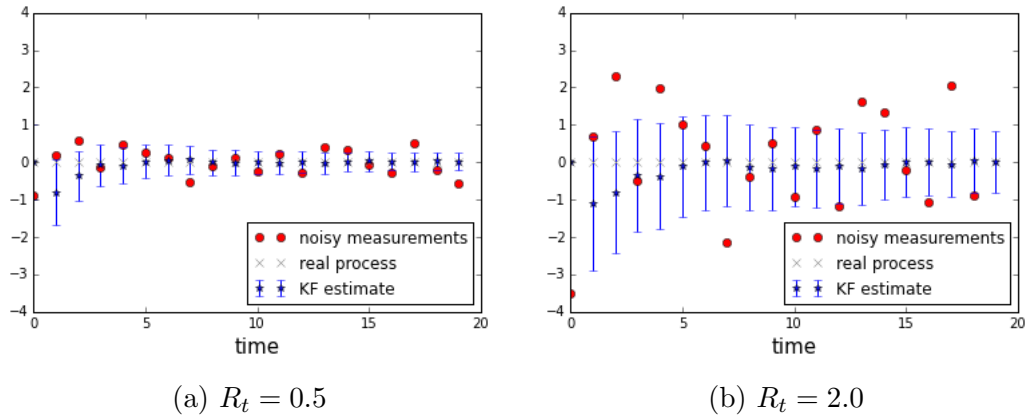 4
3
2
1
0
−1
−2
−3
−4
0
5
10
15
20
time
noisy measurements
real process
KF estimate
(a) R_t = 0.5
4
3
2
1
0
−1
−2
−3
−4
0
5
10
15
20
time
noisy measurements
real process
KF estimate
(b) R_t = 2.0